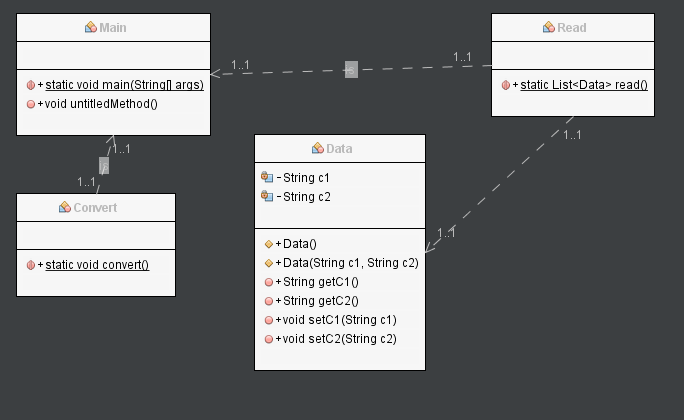 Main
+ static void main(String[] args)
+ void untitledMethod()
Read
+ static List<Data> read()
1..1
1..1
s
1..1
1..1
1..1
i
1..1
Convert
+ static void convert()
Data
- String c1
- String c2
+ Data()
+ Data(String c1, String c2)
+ String getC1()
+ String getC2()
+ void setC1(String c1)
+ void setC2(String c2)